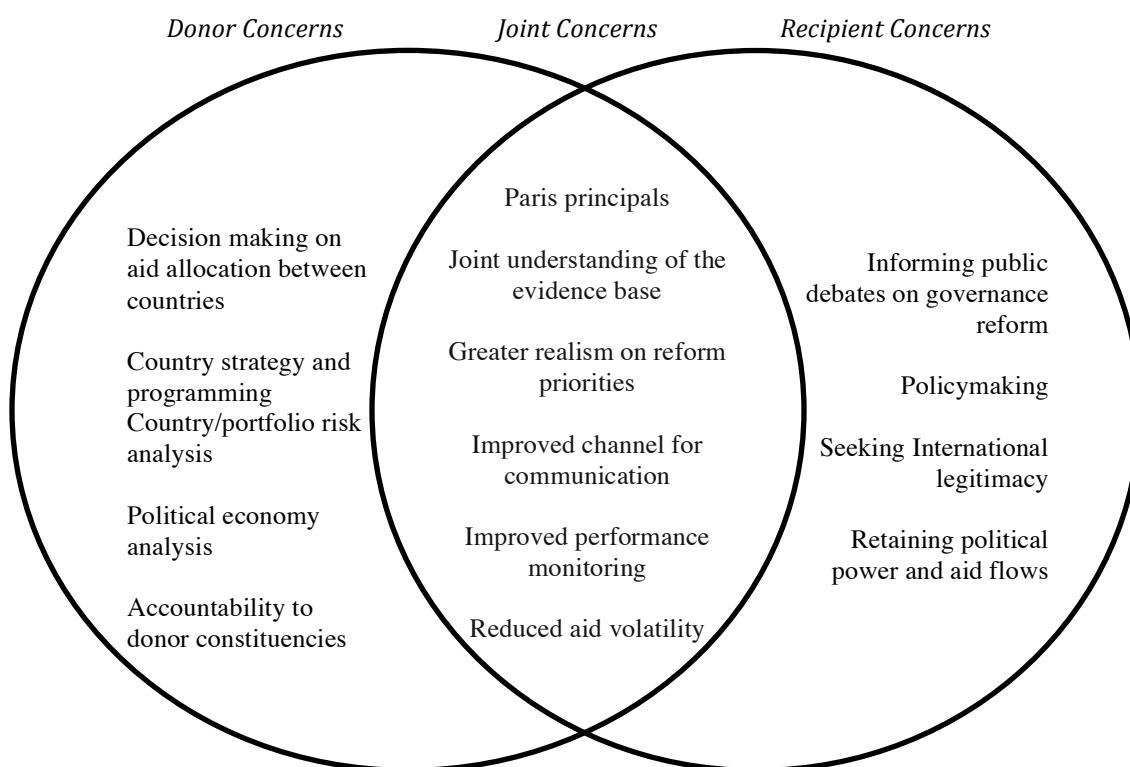 Donor Concerns
Joint Concerns
Recipient Concerns
Decision making on
aid allocation between
countries
Country strategy and
programming
Country/portfolio risk
analysis
Political economy
analysis
Accountability to
donor constituencies
Paris principals
Joint understanding of the
evidence base
Greater realism on reform
priorities
Improved channel for
communication
Improved performance
monitoring
Reduced aid volatility
Informing public
debates on governance
reform
Policymaking
Seeking International
legitimacy
Retaining political
power and aid flows